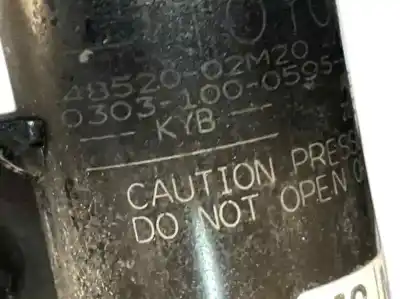 48520-02M20
0303-100-0595-
KYB
CAUTION PRESS
DO NOT OPEN